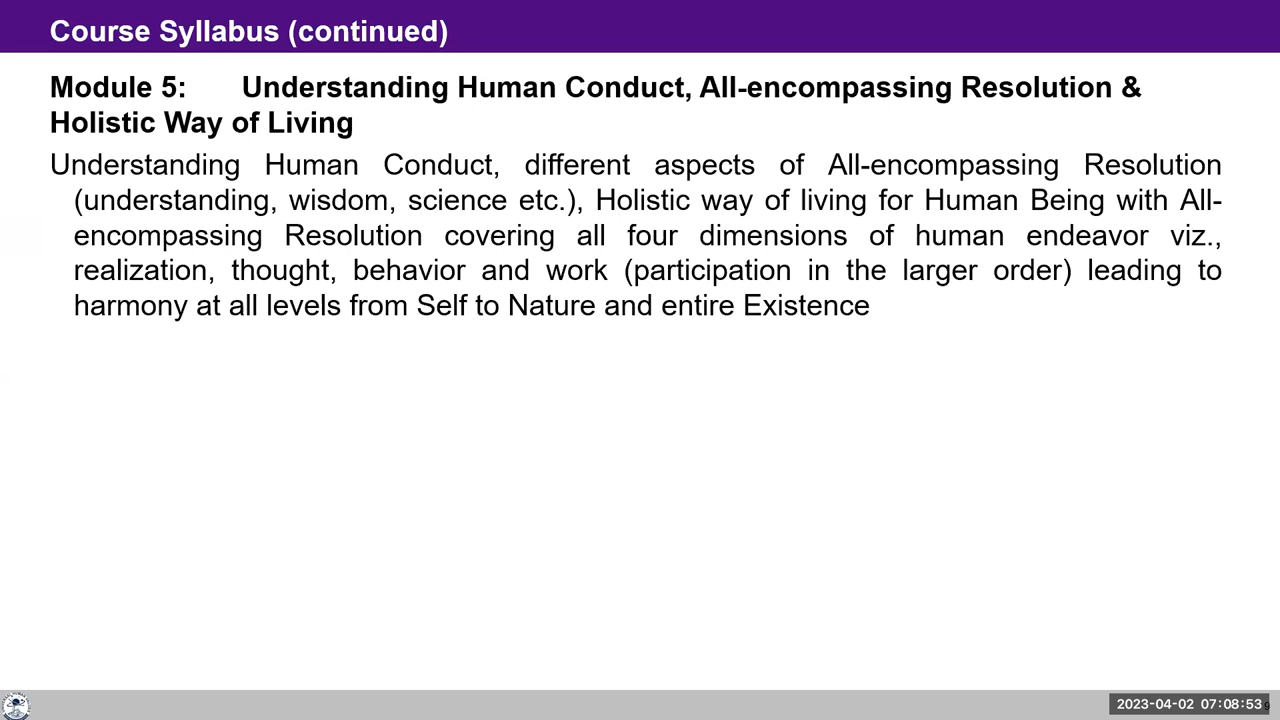 Course Syllabus (continued)
Module 5: Understanding Human Conduct, All-encompassing Resolution &
Holistic Way of Living
Understanding Human Conduct, different aspects of All-encompassing Resolution
(understanding, wisdom, science etc.), Holistic way of living for Human Being with All-
encompassing Resolution covering all four dimensions of human endeavor viz.,
realization, thought, behavior and work (participation in the larger order) leading to
harmony at all levels from Self to Nature and entire Existence
2023-04-02 07:08:53
9